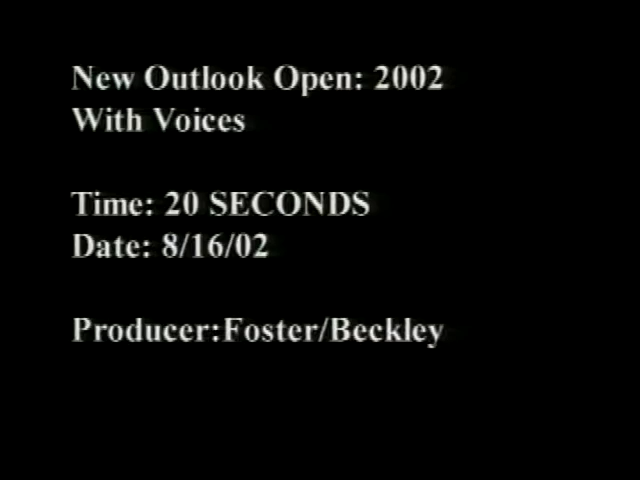 New Outlook Open: 2002
With Voices
Time: 20 SECONDS
Date: 8/16/02
Producer:Foster/Beckley